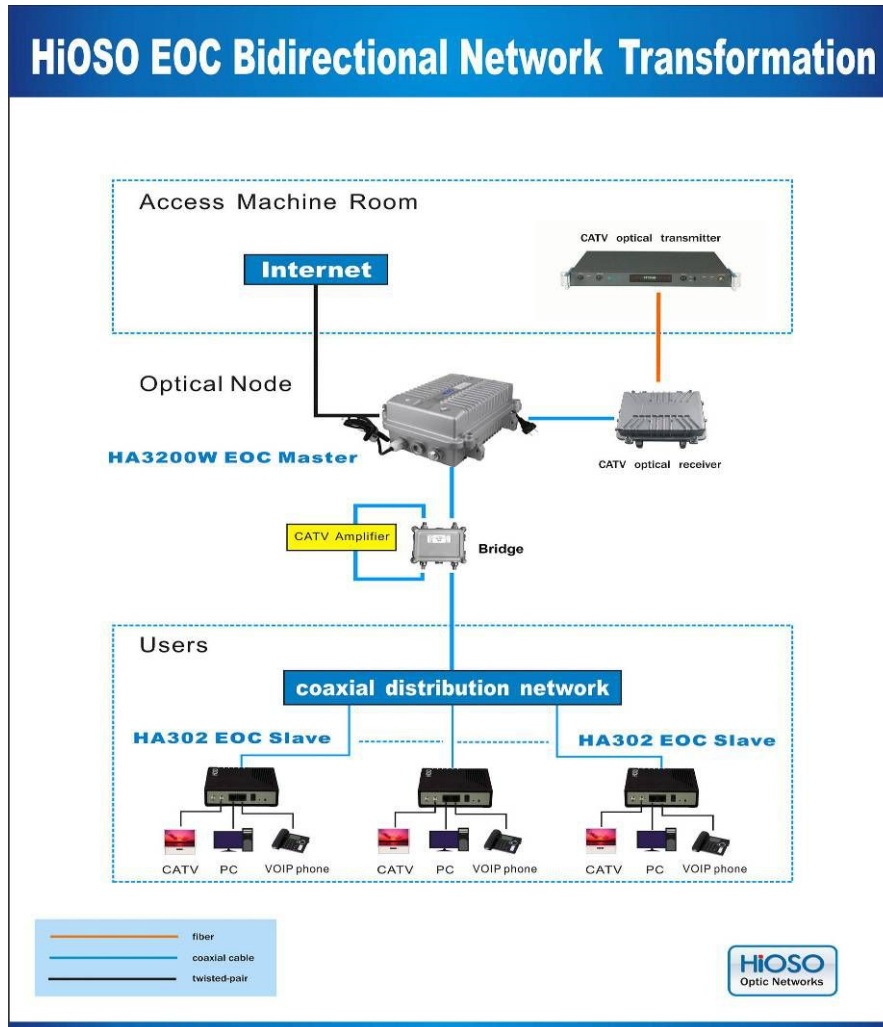 HiOSO EOC Bidirectional Network Transformation
Access Machine Room
CATV optical transmitter
Internet
Optical Node
HA3200W EOC Master
CATV optical receiver
CATV Amplifier
Bridge
Users
coaxial distribution network
HA302 EOC Slave
HA302 EOC Slave
CATV PC VOIP phone
CATV PC VOIP phone
CATV PC VOIP phone
fiber
coaxial cable
twisted-pair
HiOSO
Optic Networks